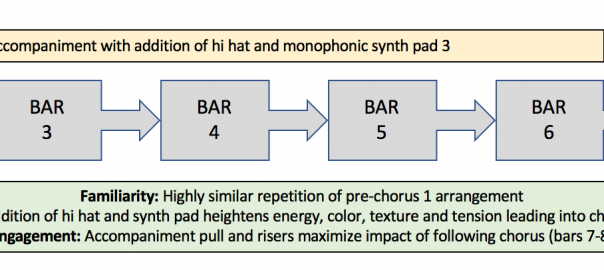 ccompaniment with addition of hi hat and monophonic synth pad 3
BAR
3
BAR
4
BAR
5
BAR
6
Familiarity: Highly similar repetition of pre-chorus 1 arrangement
dition of hi hat and synth pad heightens energy, color, texture and tension leading into ch
ngagement: Accompaniment pull and risers maximize impact of following chorus (bars 7-8